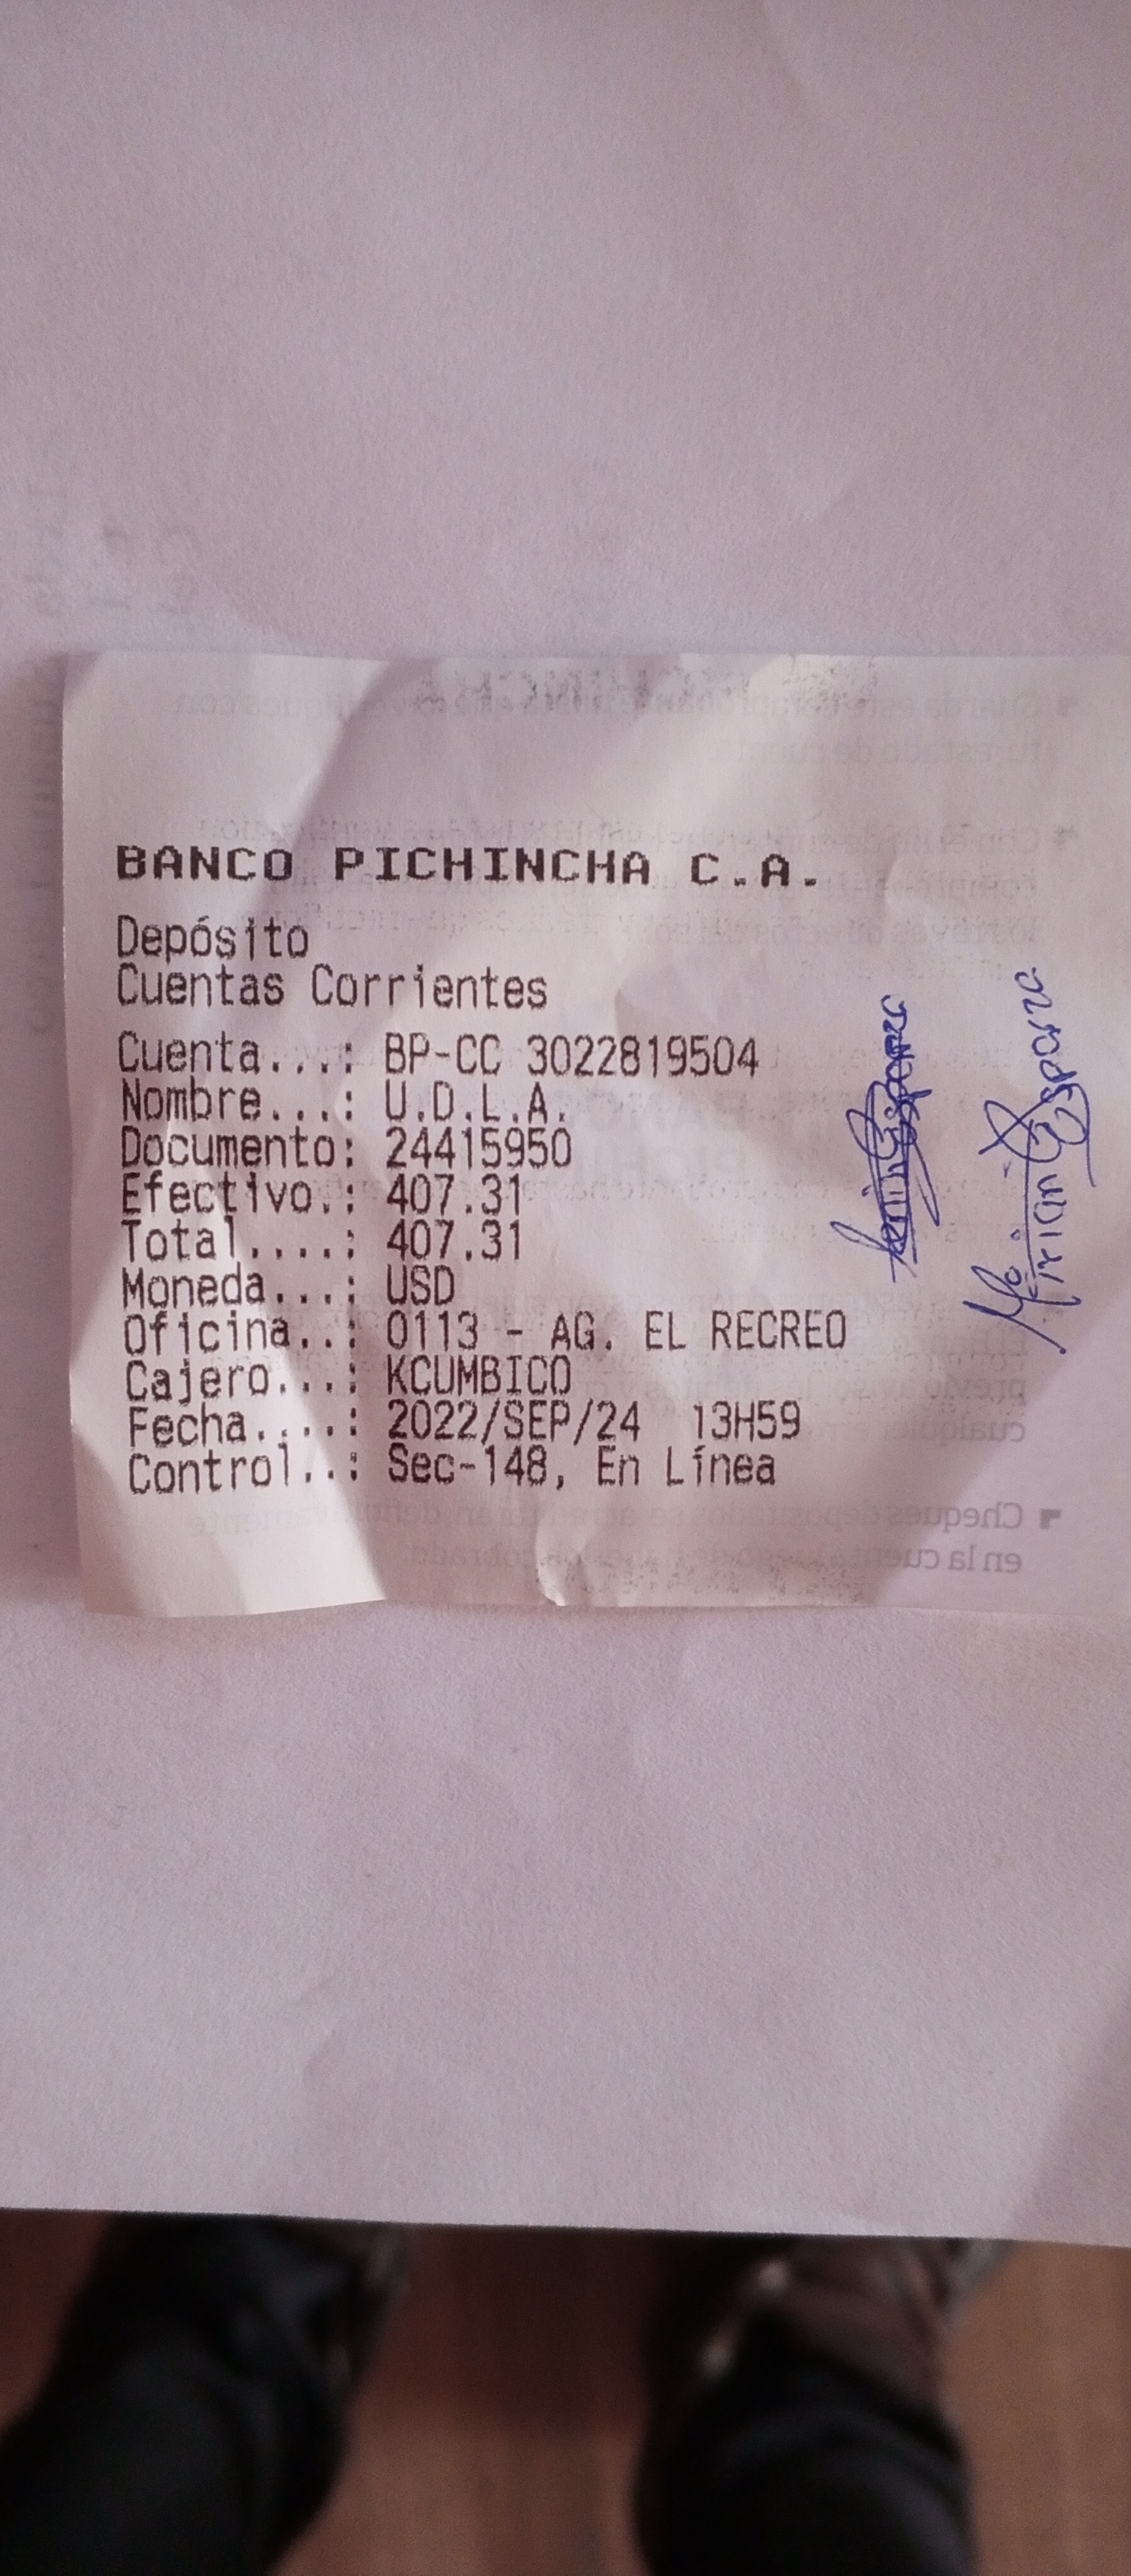 BANCO PICHINCHA C.A.
Depósito
Cuentas Corrientes
Cuenta...: BP-CC 3022819504
Nombre...: U.D.L.A.
Documento: 24415950
Efectivo.: 407.31
Total....: 407.31
Moneda...: USD
Oficina..: 0113 - AG. EL RECREO
Cajero...: KCUMBICO
Fecha....: 2022/SEP/24 13H59
Control..: Sec-148, En Línea
Esparza